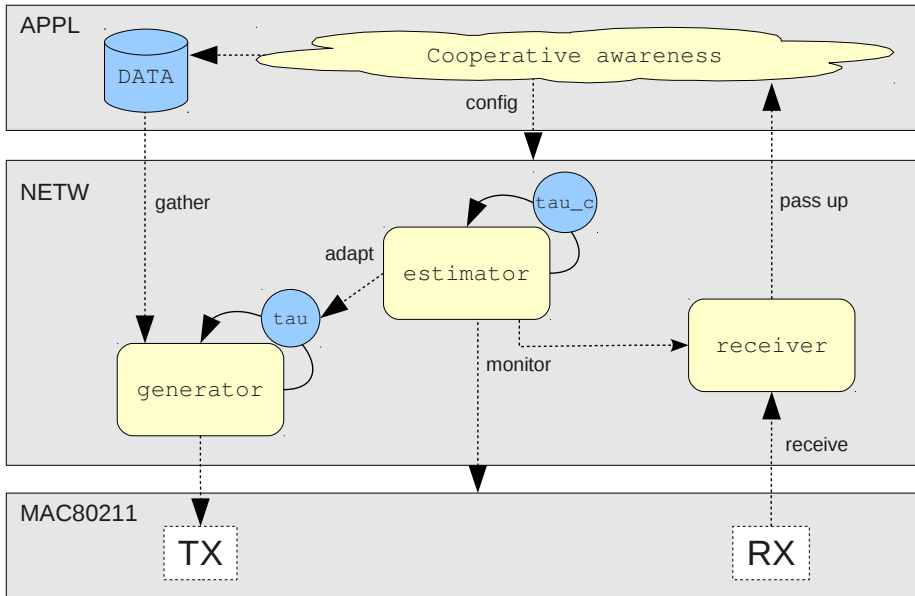 APPL
Cooperative awareness
DATA
config
NETW
gather
tau_c
pass up
adapt
estimator
tau
receiver
monitor
generator
receive
MAC80211
TX
RX